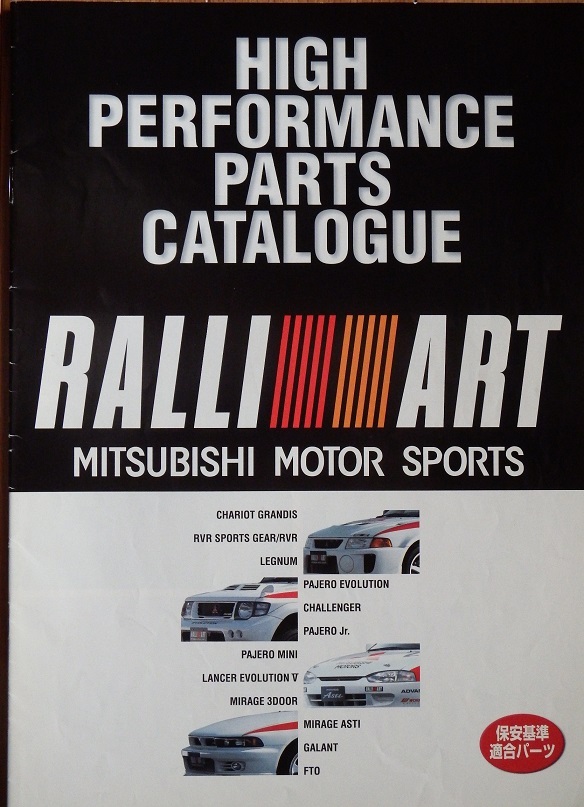 HIGH
PERFORMANCE
PARTS
CATALOGUE
RALLI ART
MITSUBISHI MOTOR SPORTS
CHARIOT GRANDIS
RVR SPORTS GEAR/RVR
LEGNUM
PAJERO EVOLUTION
CHALLENGER
PAJERO Jr.
PAJERO MINI
LANCER EVOLUTION V
MIRAGE 3DOOR
MIRAGE ASTI
GALANT
FTO
保安基準
適合パーツ